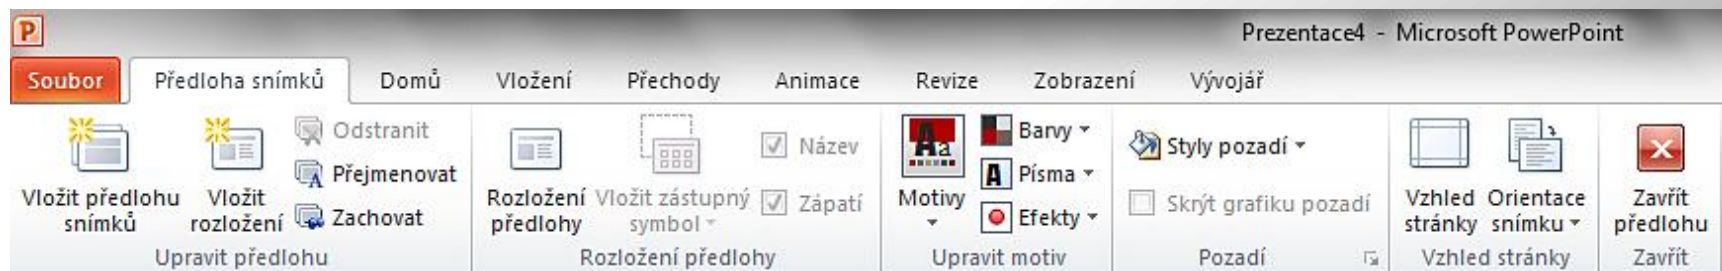 Prezentace4 - Microsoft PowerPoint
Soubor Předloha snímků Domů Vložení Přechody Animace Revize Zobrazení Vývojář
Vložit předlohu
snímků
Vložit
rozložení
Odstranit
Přejmenovat
Zachovat
Upravit předlohu
Rozložení
předlohy
Vložit zástupný
symbol
Název
Zápatí
Rozložení předlohy
Aa
Motivy
Barvy
A Písma
Efekty
Upravit motiv
Styly pozadí
Skrýt grafiku pozadí
Pozadí
Vzhled
stránky
Orientace
snímku
Vzhled stránky
Zavřít
předlohu
Zavřít